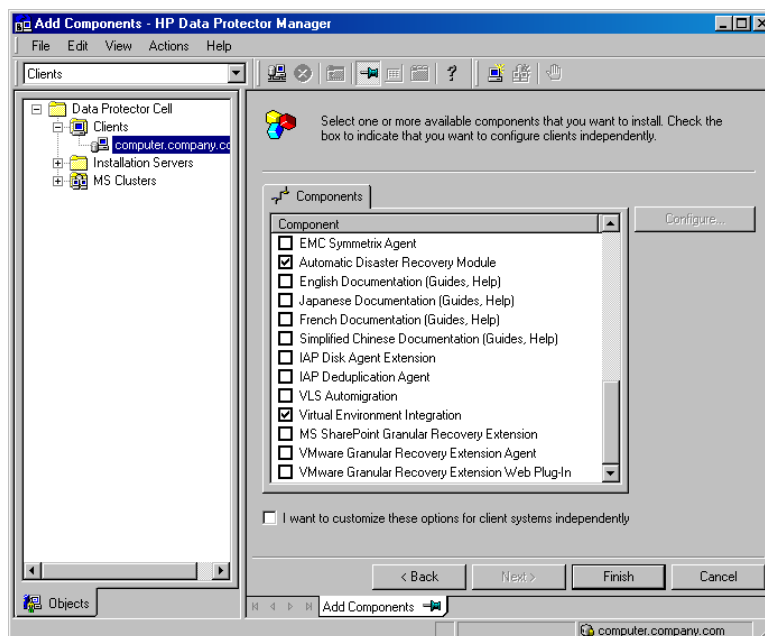 Add Components - HP Data Protector Manager
File Edit View Actions Help
Clients
Data Protector Cell
Clients
computer.company.cc
Installation Servers
MS Clusters
Objects
Select one or more available components that you want to install. Check the
box to indicate that you want to configure clients independently.
Components
Configure...
Component
EMC Symmetrix Agent
Automatic Disaster Recovery Module
English Documentation (Guides, Help)
Japanese Documentation (Guides, Help)
French Documentation (Guides, Help)
Simplified Chinese Documentation (Guides, Help)
IAP Disk Agent Extension
IAP Deduplication Agent
VLS Automigration
Virtual Environment Integration
MS SharePoint Granular Recovery Extension
VMware Granular Recovery Extension Agent
VMware Granular Recovery Extension Web Plug-In
I want to customize these options for client systems independently
< Back Next > Finish Cancel
Add Components
computer.company.com